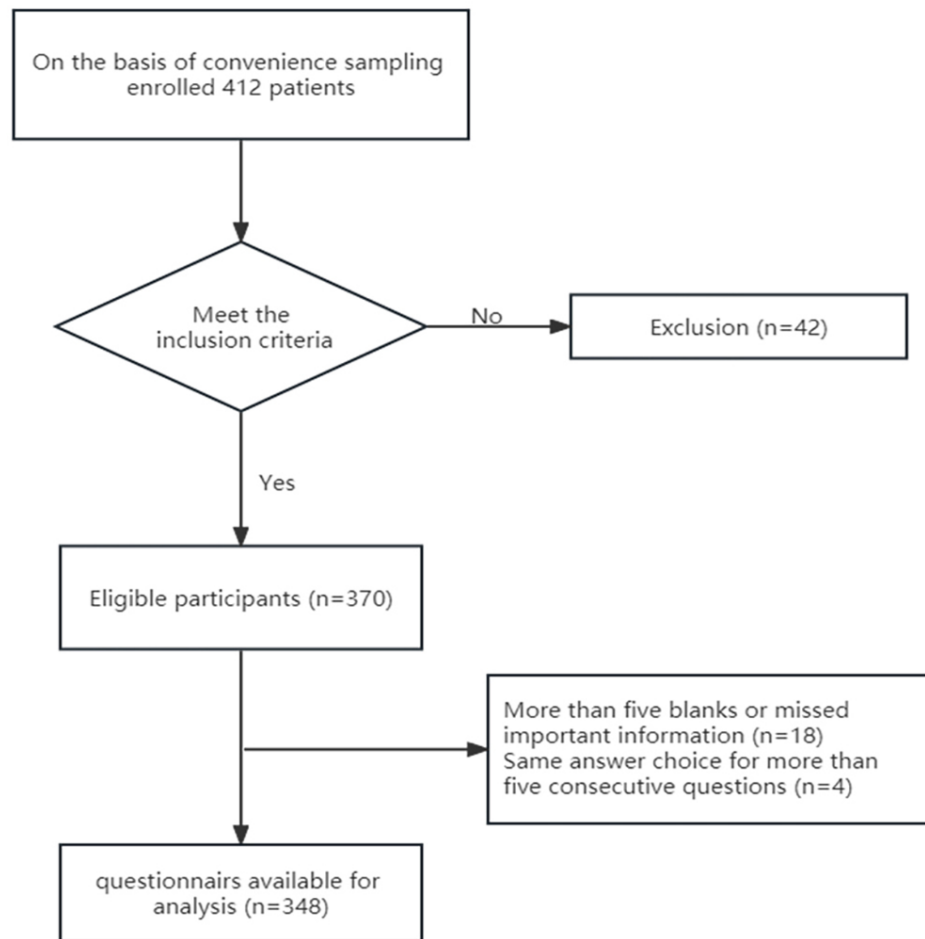 On the basis of convenience sampling
enrolled 412 patients
Meet the
inclusion criteria
No
Exclusion (n=42)
Yes
Eligible participants (n=370)
More than five blanks or missed
important information (n=18)
Same answer choice for more than
five consecutive questions (n=4)
questionnairs available for
analysis (n=348)